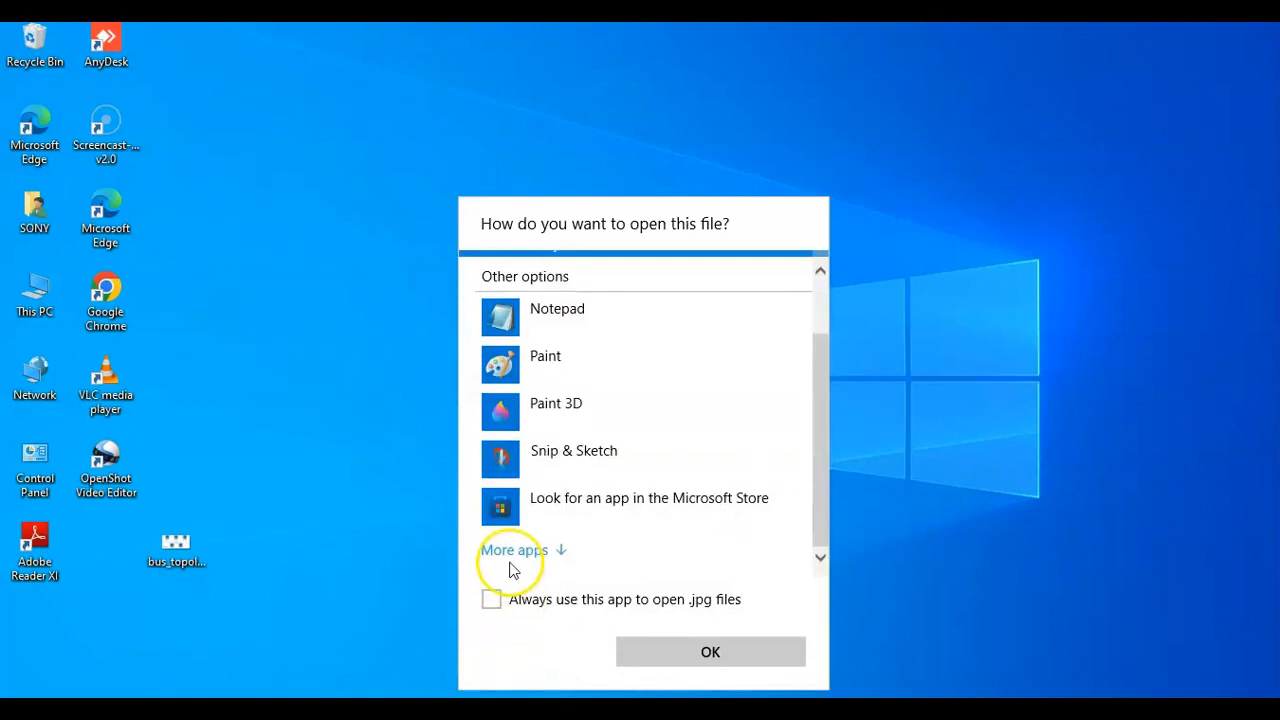 Recycle Bin
AnyDesk
Microsoft
Edge
Screencast-...
v2.0
SONY
Microsoft
Edge
This PC
Google
Chrome
Network
VLC media
player
Control
Panel
OpenShot
Video Editor
Adobe
Reader XI
bus_topol...
How do you want to open this file?
Other options
Notepad
Paint
Paint 3D
Snip & Sketch
Look for an app in the Microsoft Store
More apps ↓
Always use this app to open .jpg files
OK